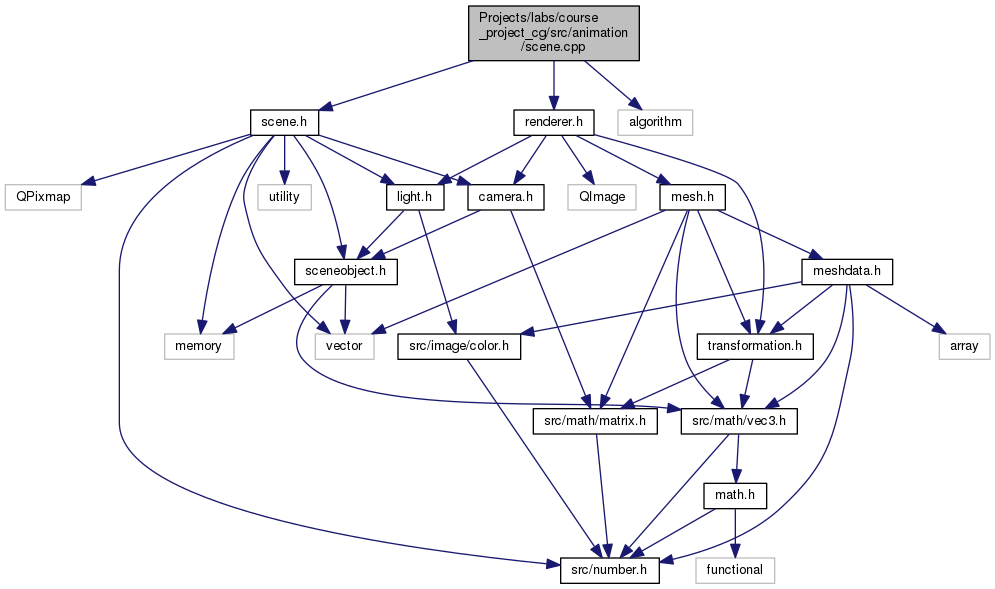 Projects/labs/course
_project_cg/src/animation
/scene.cpp
scene.h
renderer.h
algorithm
QPixmap
utility
light.h
camera.h
QImage
mesh.h
sceneobject.h
meshdata.h
memory
vector
src/image/color.h
transformation.h
array
src/math/matrix.h
src/math/vec3.h
math.h
src/number.h
functional